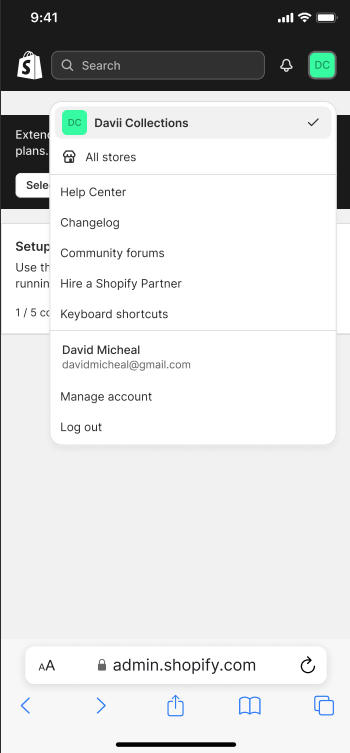 9:41
Search
DC
DC
Davii Collections
All stores
Exten
plans.
Sele
Help Center
Changelog
Community forums
Hire a Shopify Partner
Keyboard shortcuts
Setup
Use th
runnin
1 / 5 co
David Micheal
davidmicheal@gmail.com
Manage account
Log out
AA
admin.shopify.com